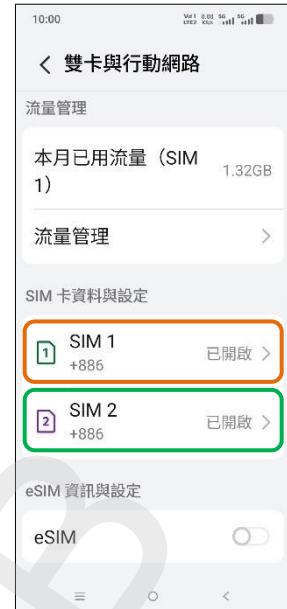 10:00
雙卡與行動網路
流量管理
本月已用流量（SIM 1.32GB
1）
流量管理
SIM 卡資料與設定
1 SIM 1 已開啟
+886
2 SIM 2 已開啟
+886
eSIM 資訊與設定
eSIM